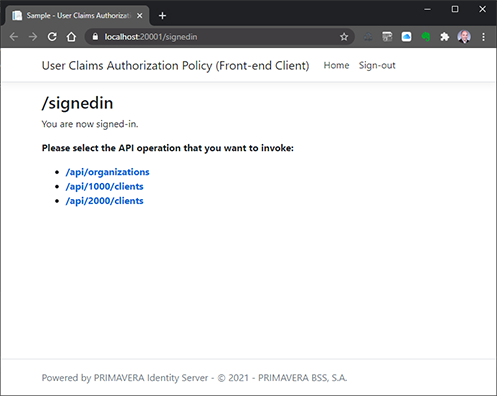 Sample - User Claims Authorizati
localhost:20001/signedin
User Claims Authorization Policy (Front-end Client) Home Sign-out
/signedin
You are now signed-in.
Please select the API operation that you want to invoke:
/api/organizations
/api/1000/clients
/api/2000/clients
Powered by PRIMAVERA Identity Server - © 2021 - PRIMAVERA BSS, S.A.